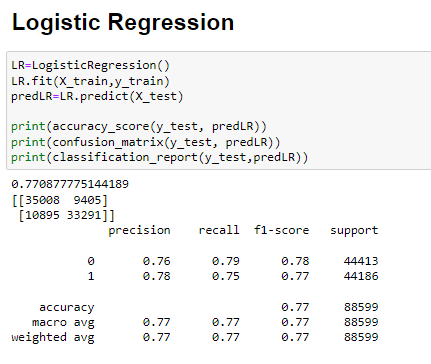 Logistic Regression
LR=LogisticRegression()
LR.fit(X_train,y_train)
predLR=LR.predict(X_test)
print(accuracy_score(y_test, predLR))
print(confusion_matrix(y_test, predLR))
print(classification_report(y_test,predLR))
0.770877775144189
[[35008  9405]
 [10895 33291]]
precision recall f1-score support
0 0.76 0.79 0.78 44413
1 0.78 0.75 0.77 44186
accuracy 0.77 88599
macro avg 0.77 0.77 0.77 88599
weighted avg 0.77 0.77 0.77 88599